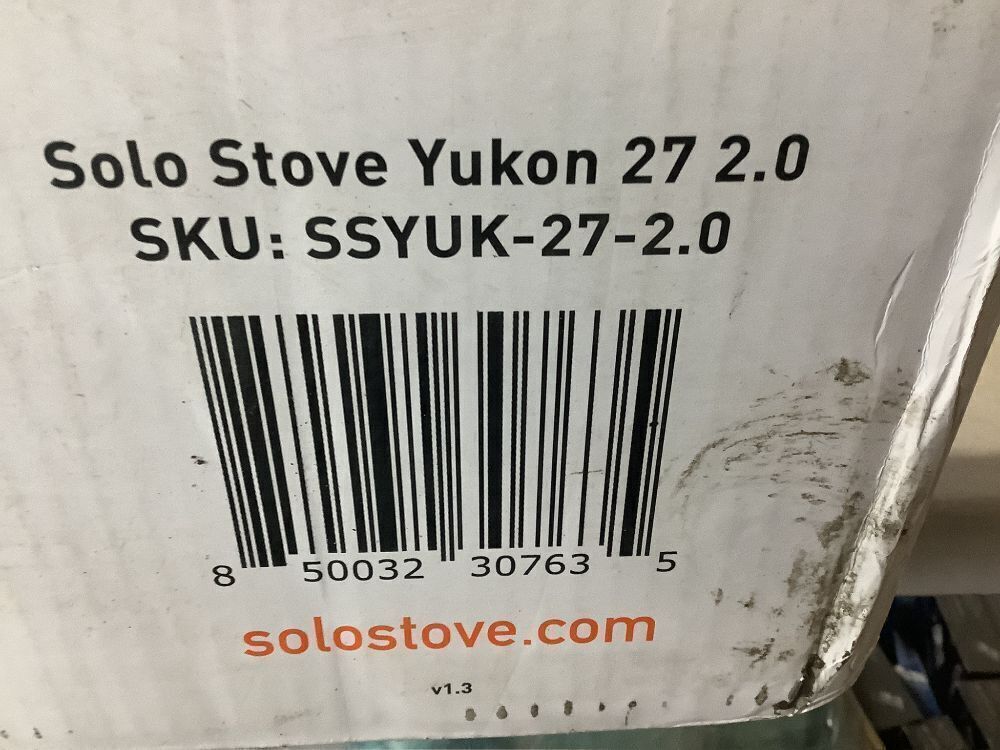 Solo Stove Yukon 27 2.0
SKU: SSYUK-27-2.0
8 50032 30763 5
solostove.com
v1.3